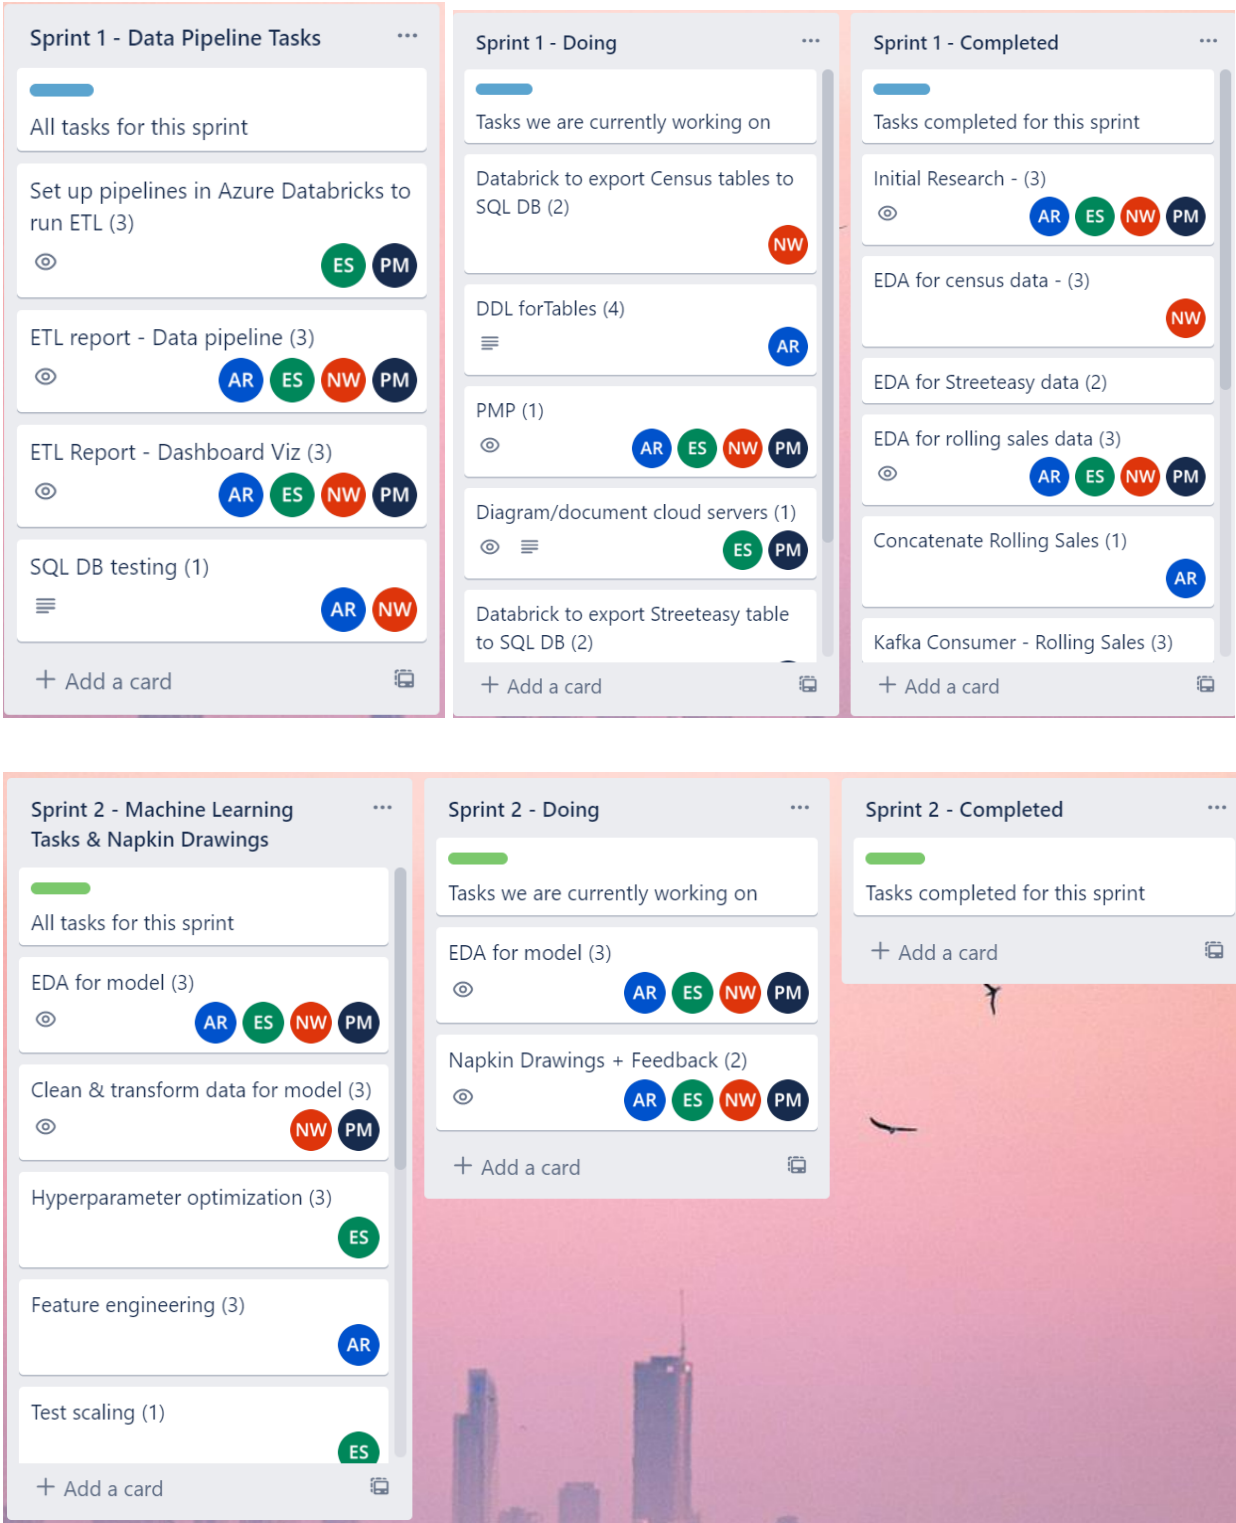 Sprint 1 - Data Pipeline Tasks
All tasks for this sprint
Set up pipelines in Azure Databricks to
run ETL (3)
ES PM
ETL report - Data pipeline (3)
AR ES NW PM
ETL Report - Dashboard Viz (3)
AR ES NW PM
SQL DB testing (1)
AR NW
+ Add a card
Sprint 1 - Doing
Tasks we are currently working on
Databrick to export Census tables to
SQL DB (2)
NW
DDL forTables (4)
AR
PMP (1)
AR ES NW PM
Diagram/document cloud servers (1)
ES PM
Databrick to export Streeteasy table
to SQL DB (2)
+ Add a card
Sprint 1 - Completed
Tasks completed for this sprint
Initial Research - (3)
AR ES NW PM
EDA for census data - (3)
NW
EDA for Streeteasy data (2)
EDA for rolling sales data (3)
AR ES NW PM
Concatenate Rolling Sales (1)
AR
Kafka Consumer - Rolling Sales (3)
+ Add a card
Sprint 2 - Machine Learning
Tasks & Napkin Drawings
All tasks for this sprint
EDA for model (3)
AR ES NW PM
Clean & transform data for model (3)
NW PM
Hyperparameter optimization (3)
ES
Feature engineering (3)
AR
Test scaling (1)
ES
+ Add a card
Sprint 2 - Doing
Tasks we are currently working on
EDA for model (3)
AR ES NW PM
Napkin Drawings + Feedback (2)
AR ES NW PM
+ Add a card
Sprint 2 - Completed
Tasks completed for this sprint
+ Add a card